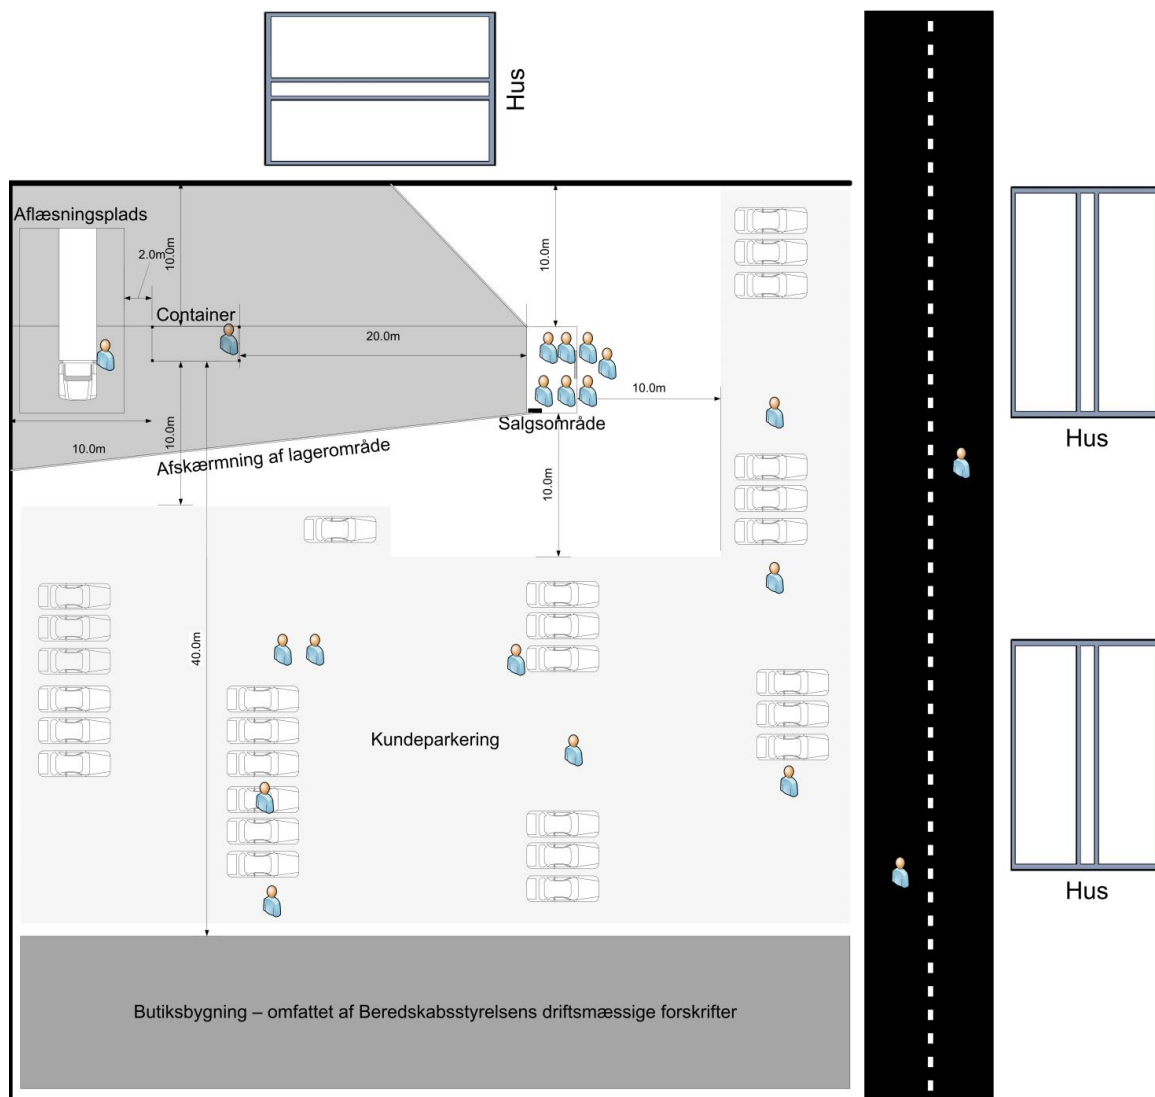 Hus
Aflæsningsplads
2.0m
10.0m
10.0m
Container
20.0m
10.0m
Salgsområde
10.0m
10.0m
Afskærmning af lagerområde
10.0m
Hus
40.0m
Kundeparkering
Hus
Butiksbygning – omfattet af Beredskabsstyrelsens driftsmæssige forskrifter